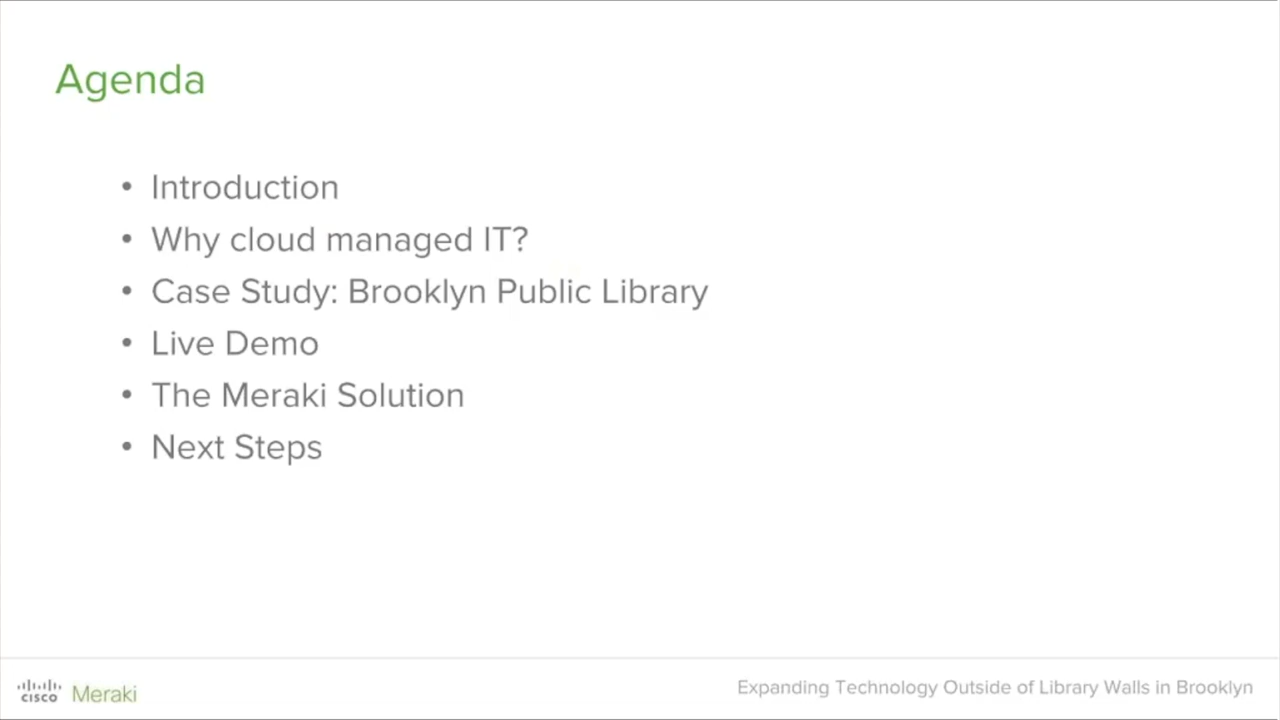 Agenda
• Introduction
• Why cloud managed IT?
• Case Study: Brooklyn Public Library
• Live Demo
• The Meraki Solution
• Next Steps
CISCO Meraki
Expanding Technology Outside of Library Walls in Brooklyn